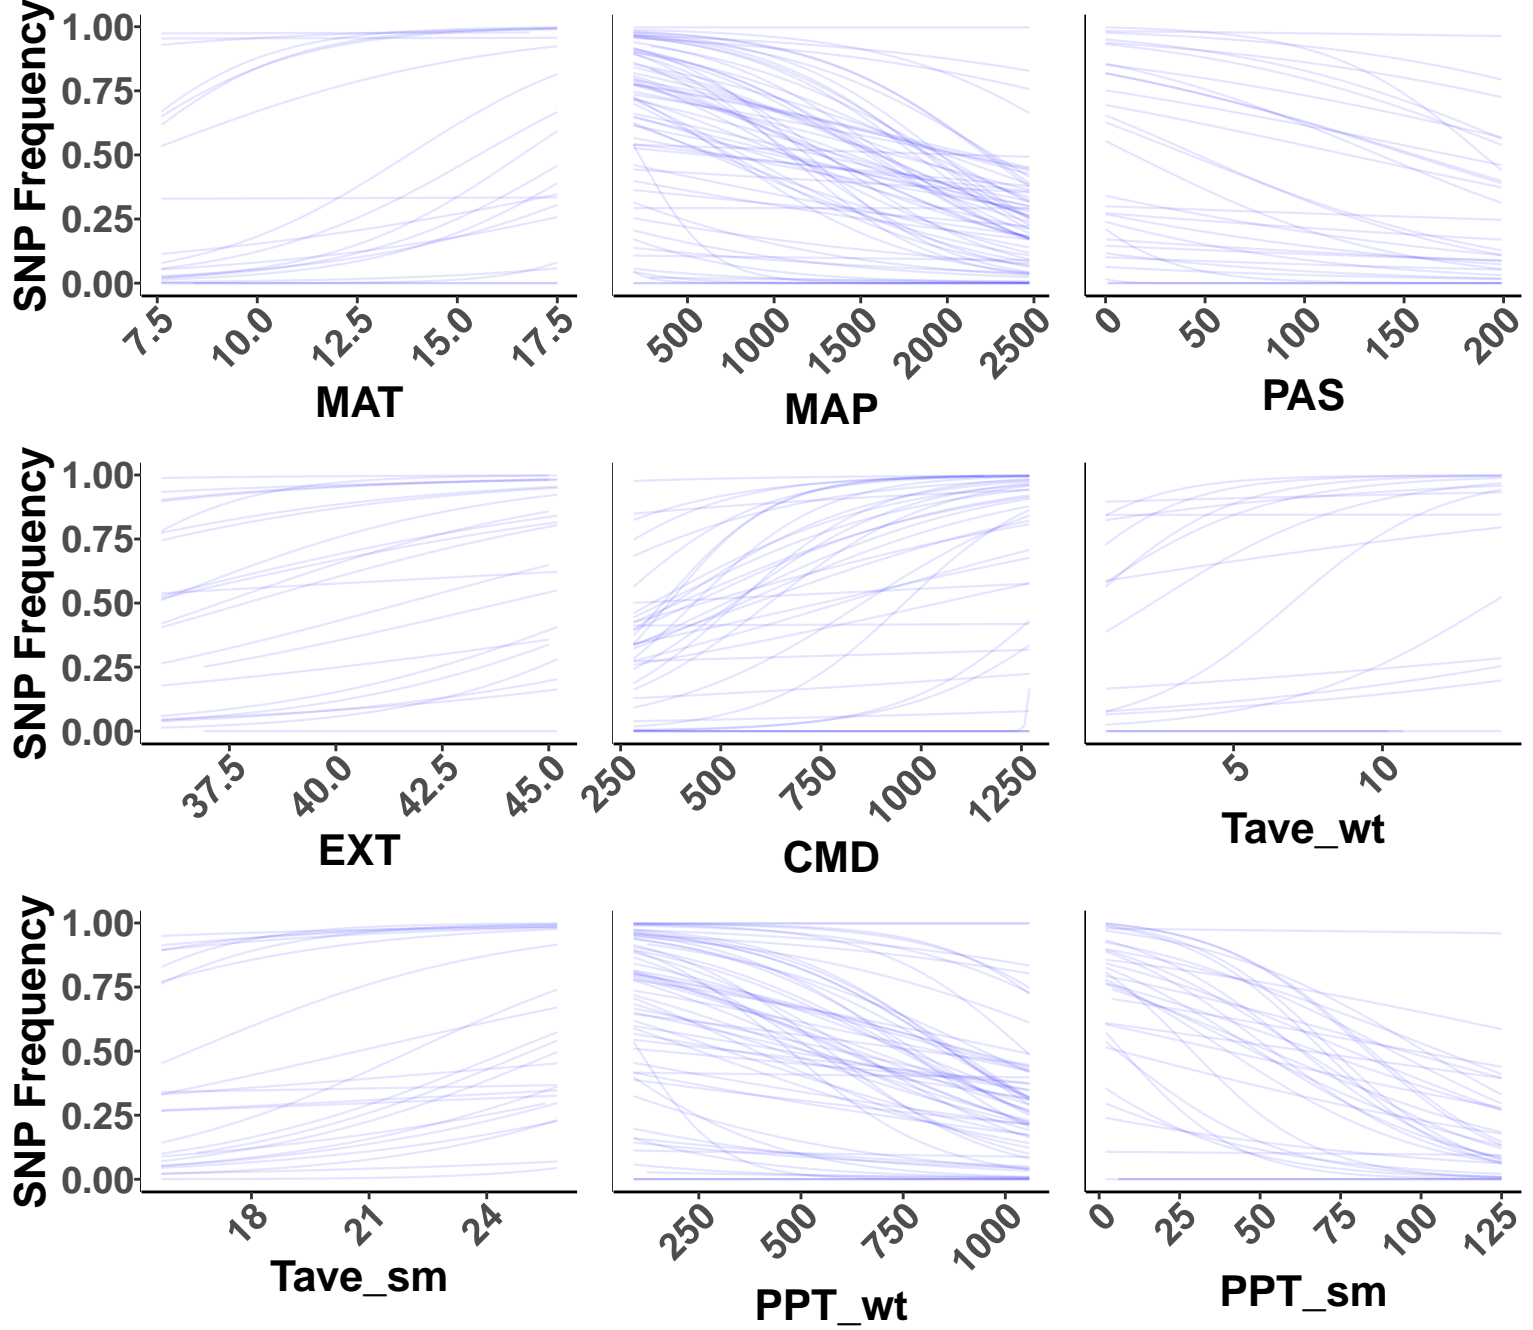 SNP Frequency
1.00
0.75
0.50
0.25
0.00
7.5 10.0 12.5 15.0 17.5
MAT
500 1000 1500 2000 2500
MAP
0 50 100 150 200
PAS
SNP Frequency
1.00
0.75
0.50
0.25
0.00
37.5 40.0 42.5 45.0
EXT
250 500 750 1000 1250
CMD
5 10
Tave_wt
SNP Frequency
1.00
0.75
0.50
0.25
0.00
18 21 24
Tave_sm
250 500 750 1000
PPT_wt
0 25 50 75 100 125
PPT_sm